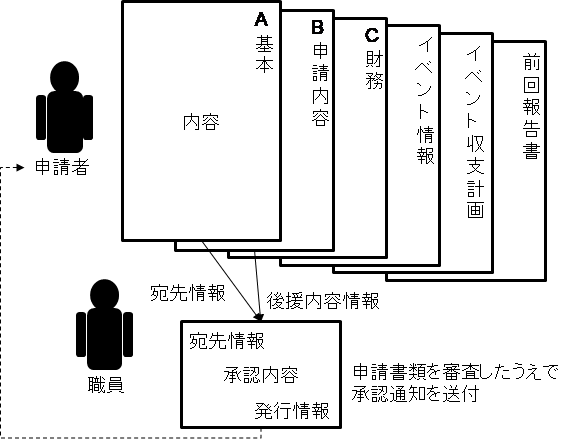 A
基本
B
申請内容
C
財務
イベント情報
イベント収支計画
前回報告書
内容
申請者
宛先情報
後援内容情報
職員
宛先情報
承認内容
発行情報
申請書類を審査したうえで
承認通知を送付